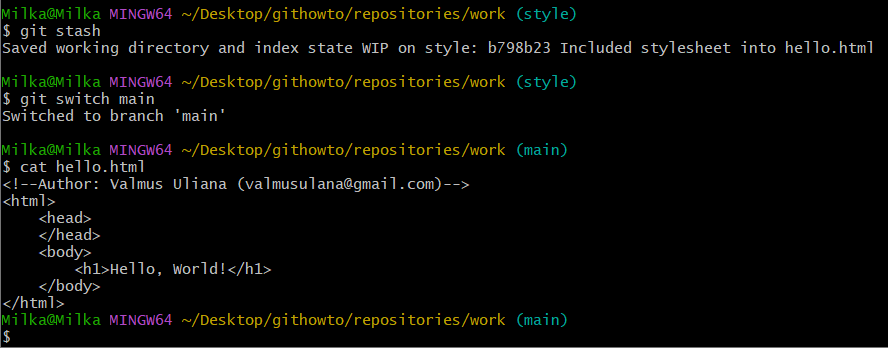 Milka@Milka MINGW64 ~/Desktop/githowto/repositories/work (style)
$ git stash
Saved working directory and index state WIP on style: b798b23 Included stylesheet into hello.html
Milka@Milka MINGW64 ~/Desktop/githowto/repositories/work (style)
$ git switch main
Switched to branch 'main'
Milka@Milka MINGW64 ~/Desktop/githowto/repositories/work (main)
$ cat hello.html
<!--Author: Valmus Uliana (valmusulana@gmail.com)-->
<html>
    <head>
    </head>
    <body>
        <h1>Hello, World!</h1>
    </body>
</html>
Milka@Milka MINGW64 ~/Desktop/githowto/repositories/work (main)
$